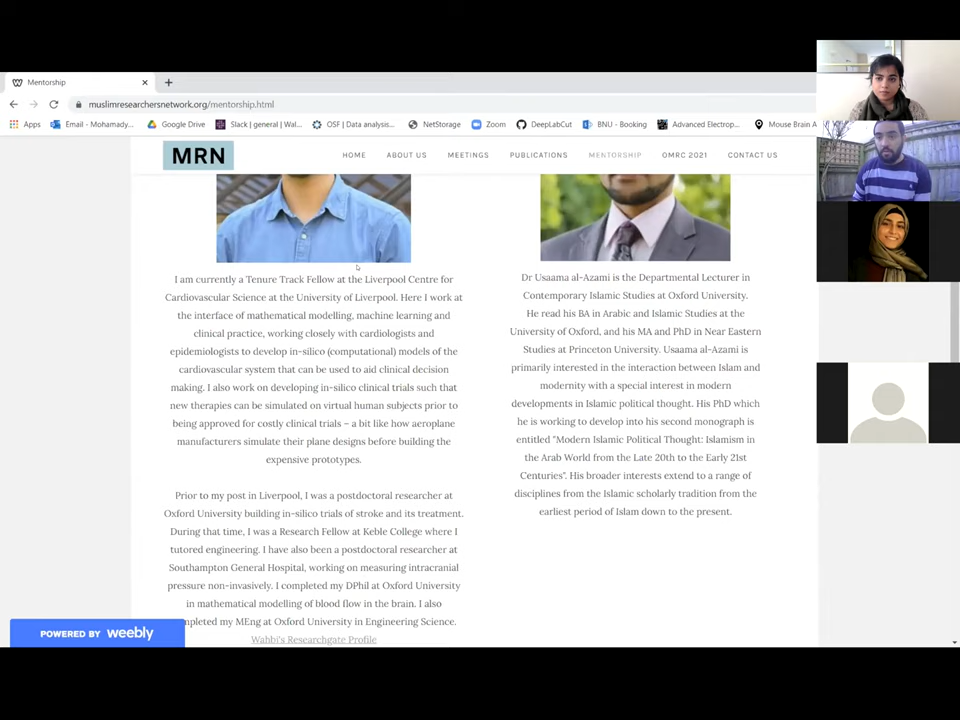 Mentorship
muslimresearchersnetwork.org/mentorship.html
Apps Email - Mohamady... Google Drive Slack | general | Wal... OSF | Data analysis... NetStorage Zoom DeepLabCut BNU - Booking Advanced Electrop... Mouse Brain A
MRN HOME ABOUT US MEETINGS PUBLICATIONS MENTORSHIP OMRC 2021 CONTACT US
I am currently a Tenure Track Fellow at the Liverpool Centre for
Cardiovascular Science at the University of Liverpool. Here I work at
the interface of mathematical modelling, machine learning and
clinical practice, working closely with cardiologists and
epidemiologists to develop in-silico (computational) models of the
cardiovascular system that can be used to aid clinical decision
making. I also work on developing in-silico clinical trials such that
new therapies can be simulated on virtual human subjects prior to
being approved for costly clinical trials – a bit like how aeroplane
manufacturers simulate their plane designs before building the
expensive prototypes.
Prior to my post in Liverpool, I was a postdoctoral researcher at
Oxford University building in-silico trials of stroke and its treatment.
During that time, I was a Research Fellow at Keble College where I
tutored engineering. I have also been a postdoctoral researcher at
Southampton General Hospital, working on measuring intracranial
pressure non-invasively. I completed my DPhil at Oxford University
in mathematical modelling of blood flow in the brain. I also
mpleted my MEng at Oxford University in Engineering Science.
Wahbi's Researchgate Profile
Dr Usaama al-Azami is the Departmental Lecturer in
Contemporary Islamic Studies at Oxford University.
He read his BA in Arabic and Islamic Studies at the
University of Oxford, and his MA and PhD in Near Eastern
Studies at Princeton University. Usaama al-Azami is
primarily interested in the interaction between Islam and
modernity with a special interest in modern
developments in Islamic political thought. His PhD which
he is working to develop into his second monograph is
entitled "Modern Islamic Political Thought: Islamism in
the Arab World from the Late 20th to the Early 21st
Centuries". His broader interests extend to a range of
disciplines from the Islamic scholarly tradition from the
earliest period of Islam down to the present.
POWERED BY weebly